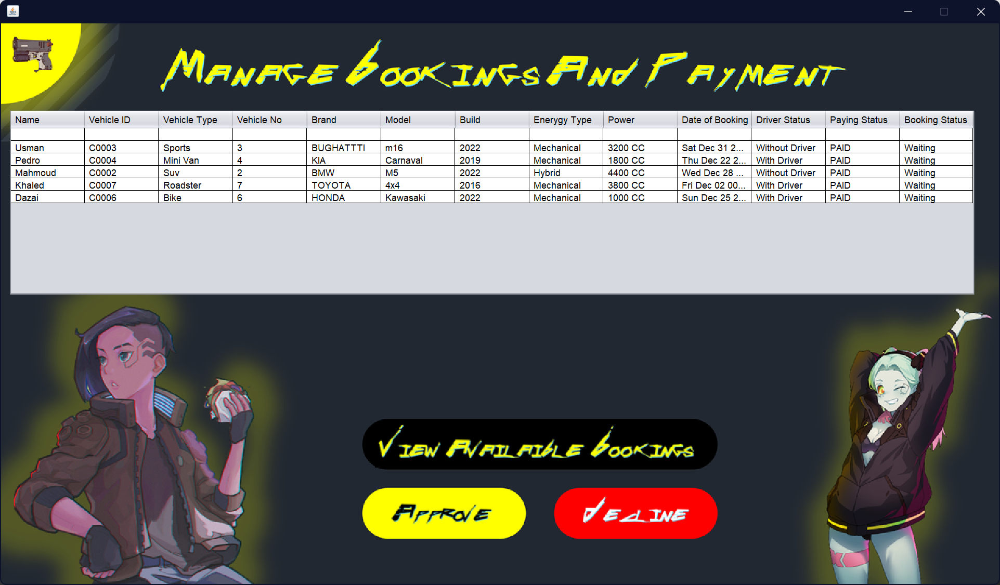 Manage Bookings And Payment
Name Vehicle ID Vehicle Type Vehicle No Brand Model Build Enerygy Type Power Date of Booking Driver Status Paying Status Booking Status
Usman C0003 Sports 3 BUGHATTTI m16 2022 Mechanical 3200 CC Sat Dec 31 2... Without Driver PAID Waiting
Pedro C0004 Mini Van 4 KIA Carnaval 2019 Mechanical 1800 CC Thu Dec 22 2... With Driver PAID Waiting
Mahmoud C0002 Suv 2 BMW M5 2022 Hybrid 4400 CC Wed Dec 28 ... Without Driver PAID Waiting
Khaled C0007 Roadster 7 TOYOTA 4x4 2016 Mechanical 3800 CC Fri Dec 02 00... With Driver PAID Waiting
Dazai C0006 Bike 6 HONDA Kawasaki 2022 Mechanical 1000 CC Sun Dec 25 2... With Driver PAID Waiting
View Availaible Bookings
Approve Decline